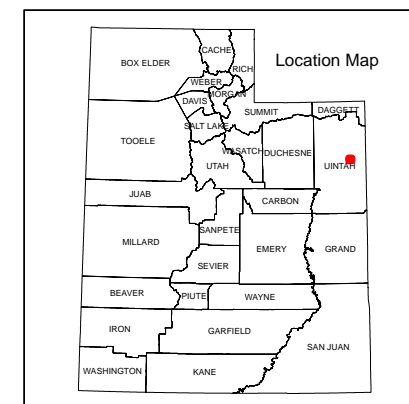 Location Map
BOX ELDER
CACHE
RICH
WEBER
MORGAN
DAVIS
SUMMIT
DAGGETT
SALT LAKE
TOOELE
WASATCH
DUCHESNE
UINTAH
UTAH
JUAB
CARBON
SANPETE
MILLARD
EMERY
GRAND
SEVIER
BEAVER
PIUTE
WAYNE
IRON
GARFIELD
SAN JUAN
WASHINGTON
KANE